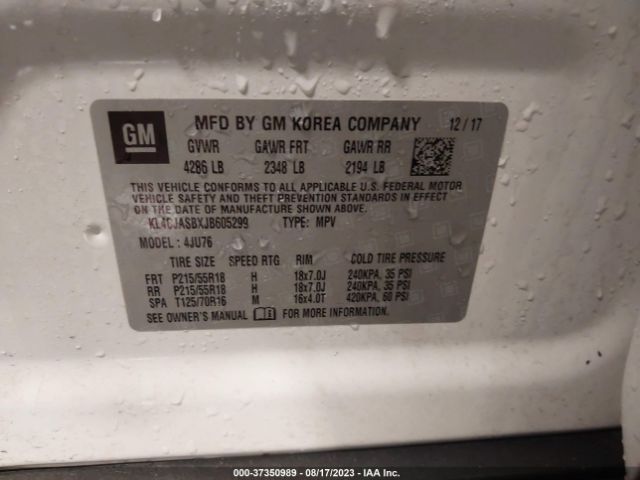 GM
MFD BY GM KOREA COMPANY 12/17
GVWR GAWR FRT GAWR RR
4286 LB 2348 LB 2194 LB
THIS VEHICLE CONFORMS TO ALL APPLICABLE U.S. FEDERAL MOTOR
VEHICLE SAFETY AND THEFT PREVENTION STANDARDS IN EFFECT
ON THE DATE OF MANUFACTURE SHOWN ABOVE.
KL4CJASBXJB605299 TYPE: MPV
MODEL: 4JU76
TIRE SIZE SPEED RTG RIM COLD TIRE PRESSURE
FRT P215/55R18 H 18x7.0J 240KPA, 35 PSI
RR P215/55R18 H 18x7.0J 240KPA, 35 PSI
SPA T125/70R16 M 16x4.0T 420KPA, 60 PSI
SEE OWNER'S MANUAL FOR MORE INFORMATION.
000-37350989 - 08/17/2023 - IAA Inc.